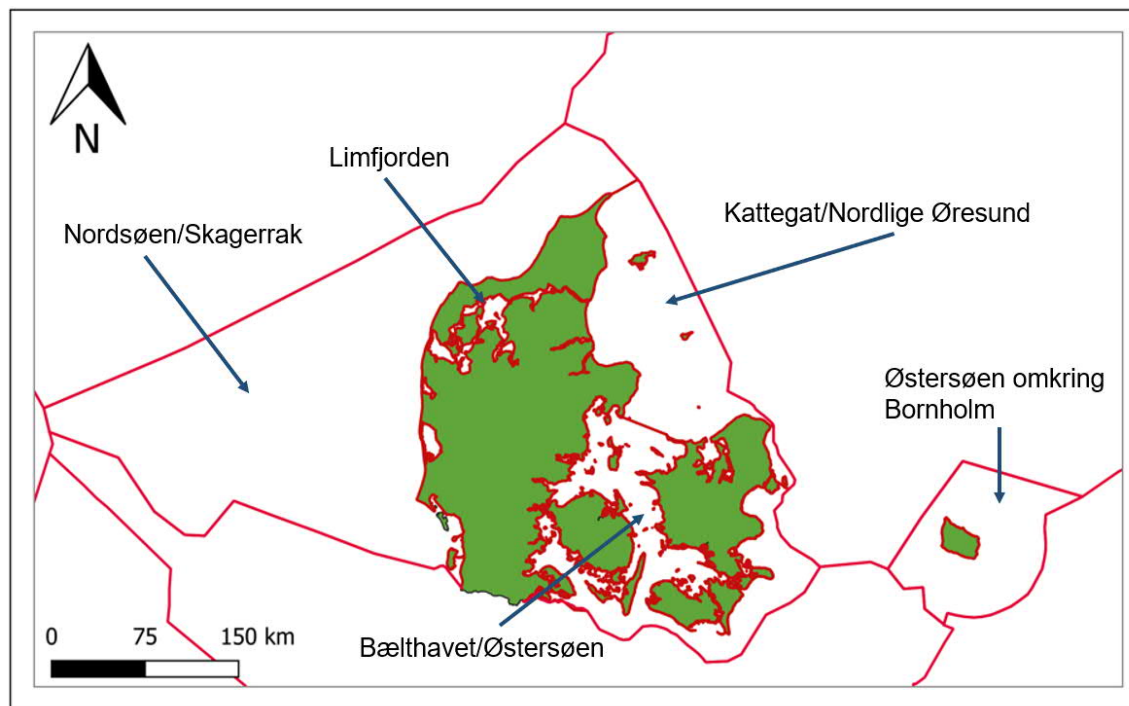 N
Limfjorden
Kattegat/Nordlige Øresund
Nordsøen/Skagerrak
Østersøen omkring
Bornholm
0 75 150 km
Bælthavet/Østersøen